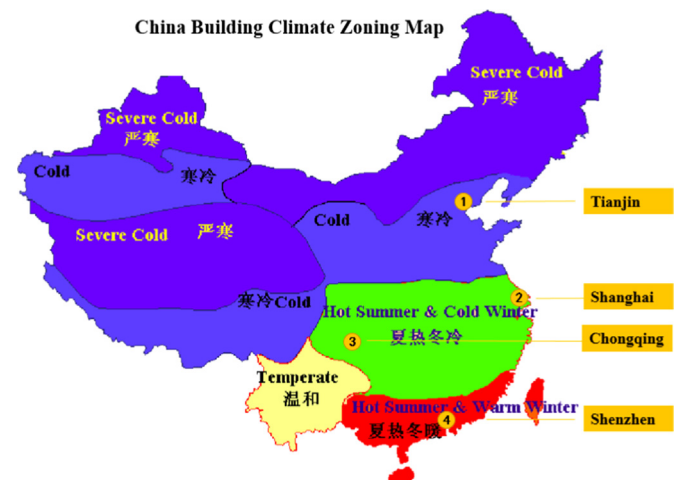 China Building Climate Zoning Map
Severe Cold
严寒
Severe Cold
严寒
Cold
寒冷
1
Tianjin
Cold
寒冷
Severe Cold
严寒
2
Shanghai
寒冷Cold
Hot Summer & Cold Winter
夏热冬冷
3
Chongqing
Temperate
温和
Hot Summer & Warm Winter
夏热冬暖
4
Shenzhen